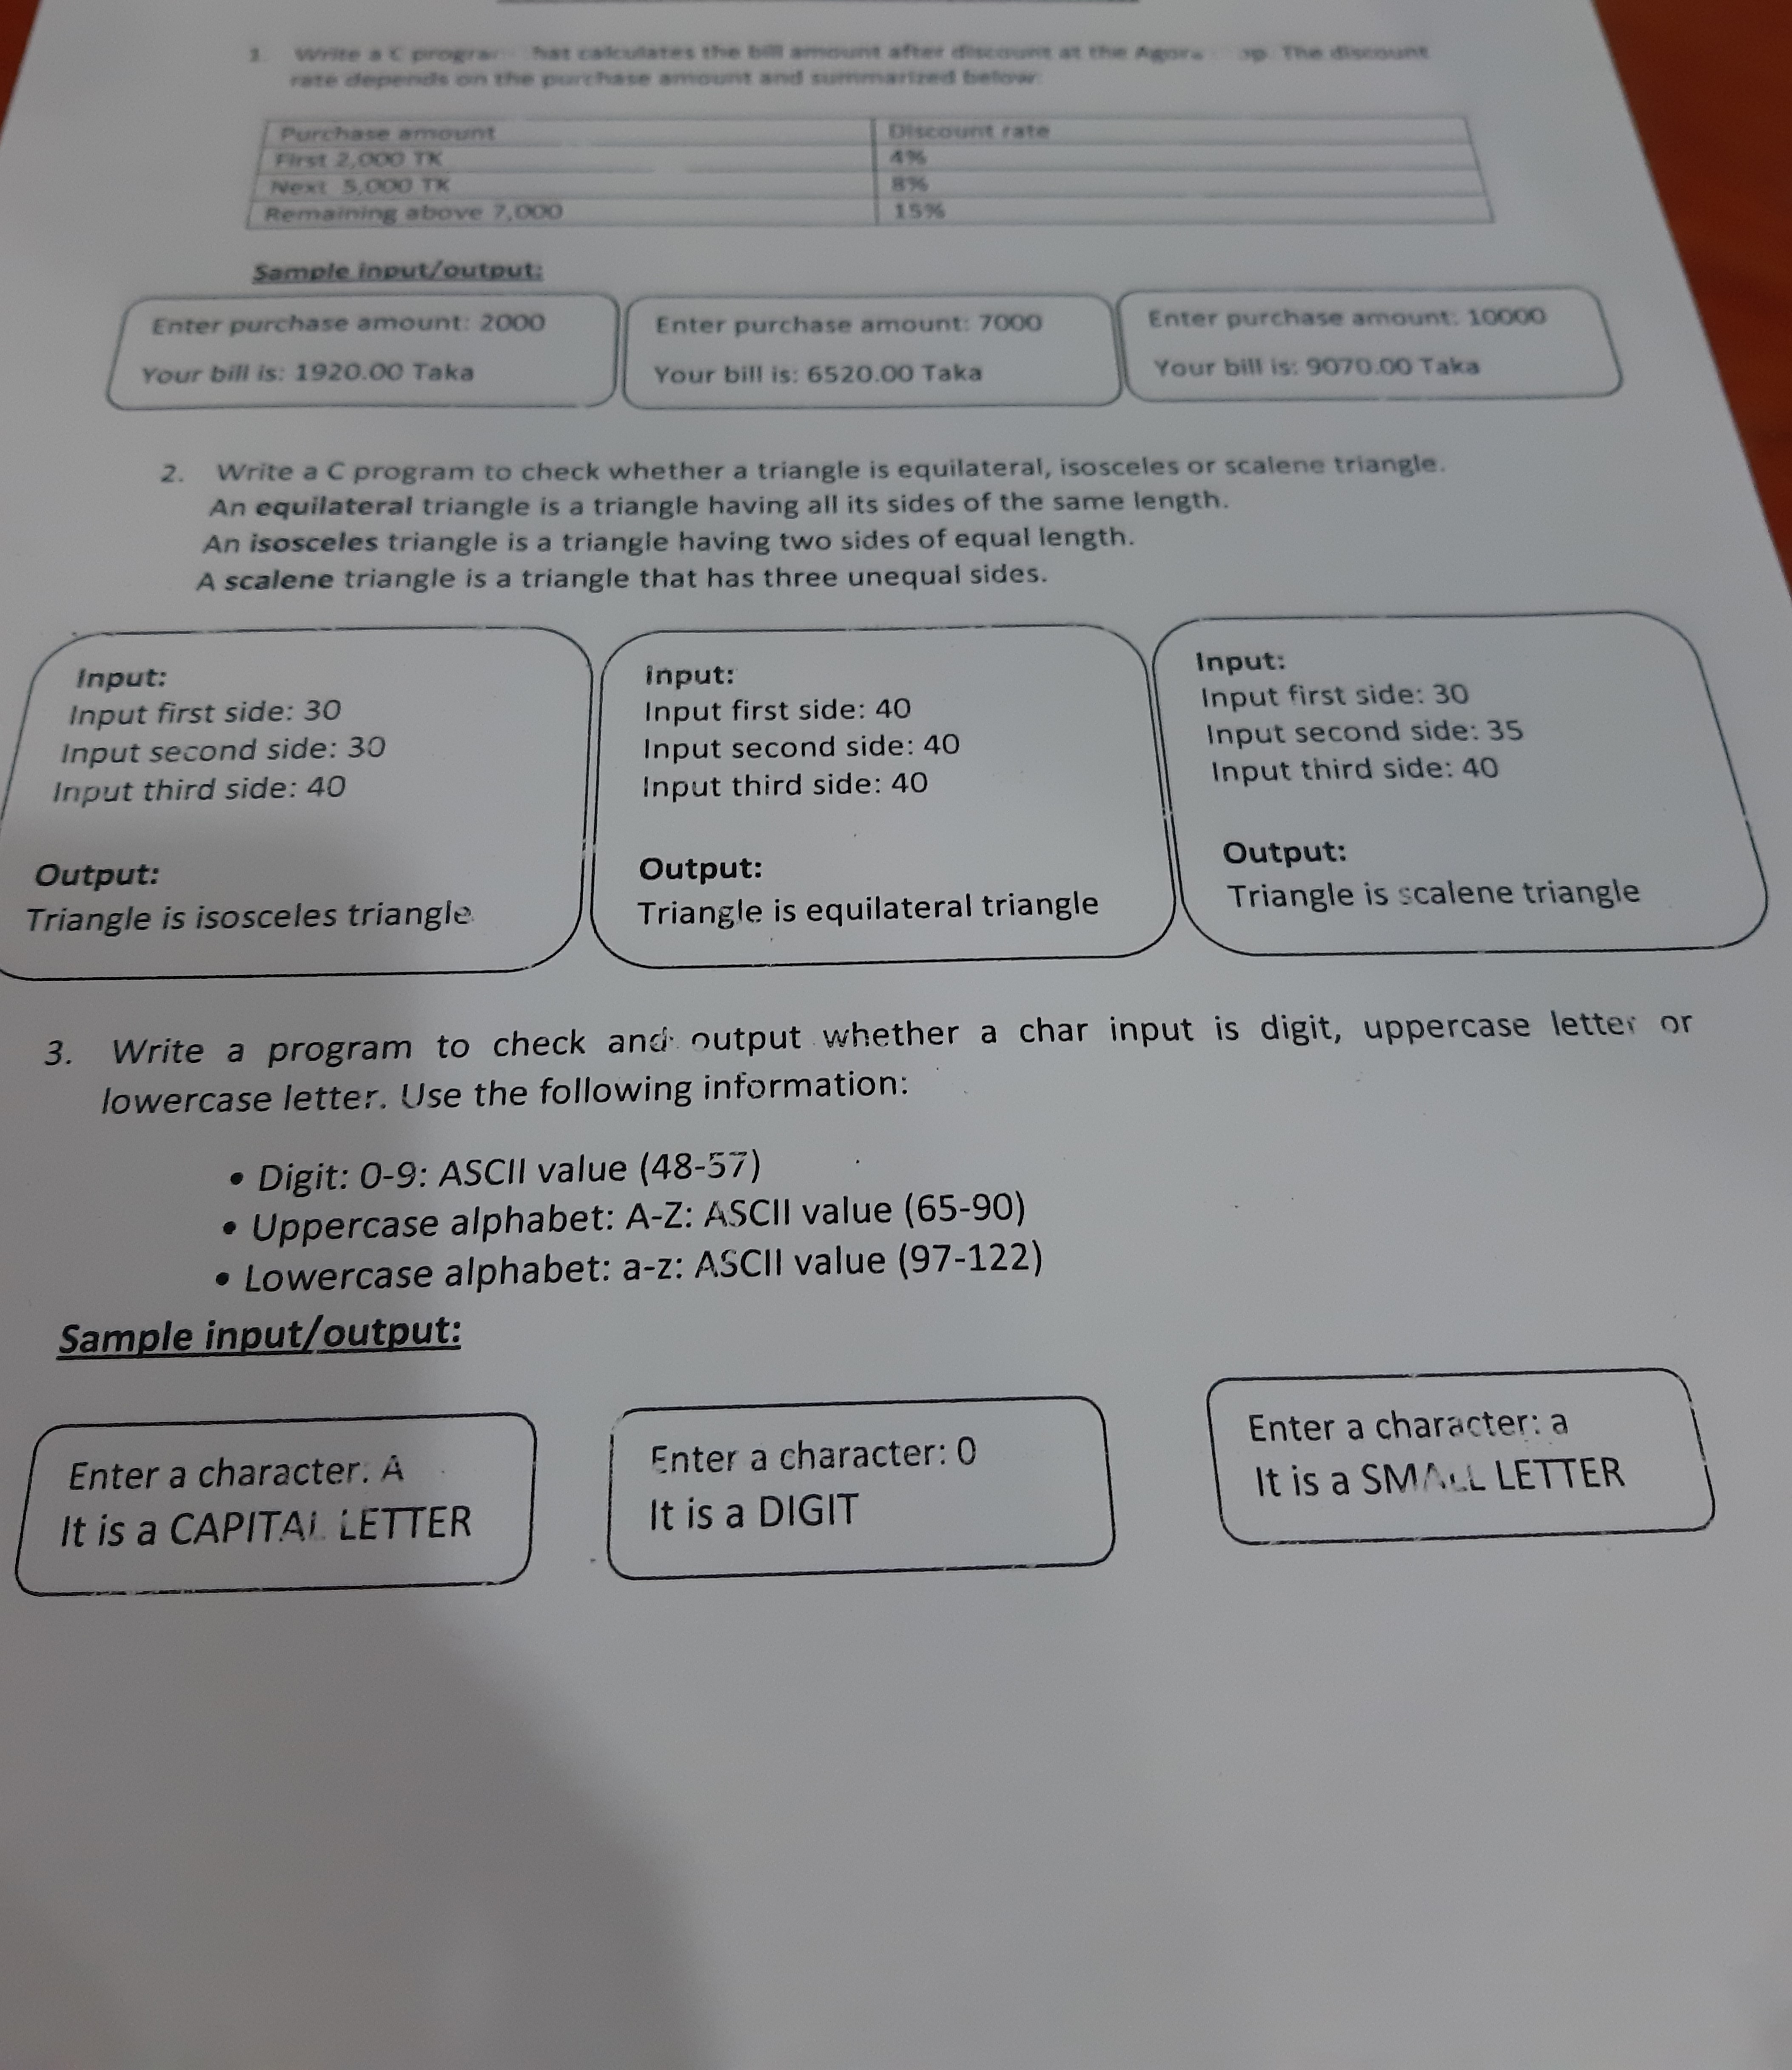 1. Write a C hat calculates the bill amount after discount at the The discount
rate depends on the purchase amount and summarized below:
Purchase amount Discount rate
First 2,000 TK 4%
Next 5,000 TK 8%
Remaining above 7,000 15%
Sample input/output:
Enter purchase amount: 2000
Your bill is: 1920.00 Taka
Enter purchase amount: 7000
Your bill is: 6520.00 Taka
Enter purchase amount: 10000
Your bill is: 9070.00 Taka
2. Write a C program to check whether a triangle is equilateral, isosceles or scalene triangle.
An equilateral triangle is a triangle having all its sides of the same length.
An isosceles triangle is a triangle having two sides of equal length.
A scalene triangle is a triangle that has three unequal sides.
Input:
Input first side: 30
Input second side: 30
Input third side: 40
Output:
Triangle is isosceles triangle
Input:
Input first side: 40
Input second side: 40
Input third side: 40
Output:
Triangle is equilateral triangle
Input:
Input first side: 30
Input second side: 35
Input third side: 40
Output:
Triangle is scalene triangle
3. Write a program to check and output whether a char input is digit, uppercase letter or
lowercase letter. Use the following information:
• Digit: 0-9: ASCII value (48-57)
• Uppercase alphabet: A-Z: ASCII value (65-90)
• Lowercase alphabet: a-z: ASCII value (97-122)
Sample input/output:
Enter a character: A
It is a CAPITAL LETTER
Enter a character: 0
It is a DIGIT
Enter a character: a
It is a SMALL LETTER